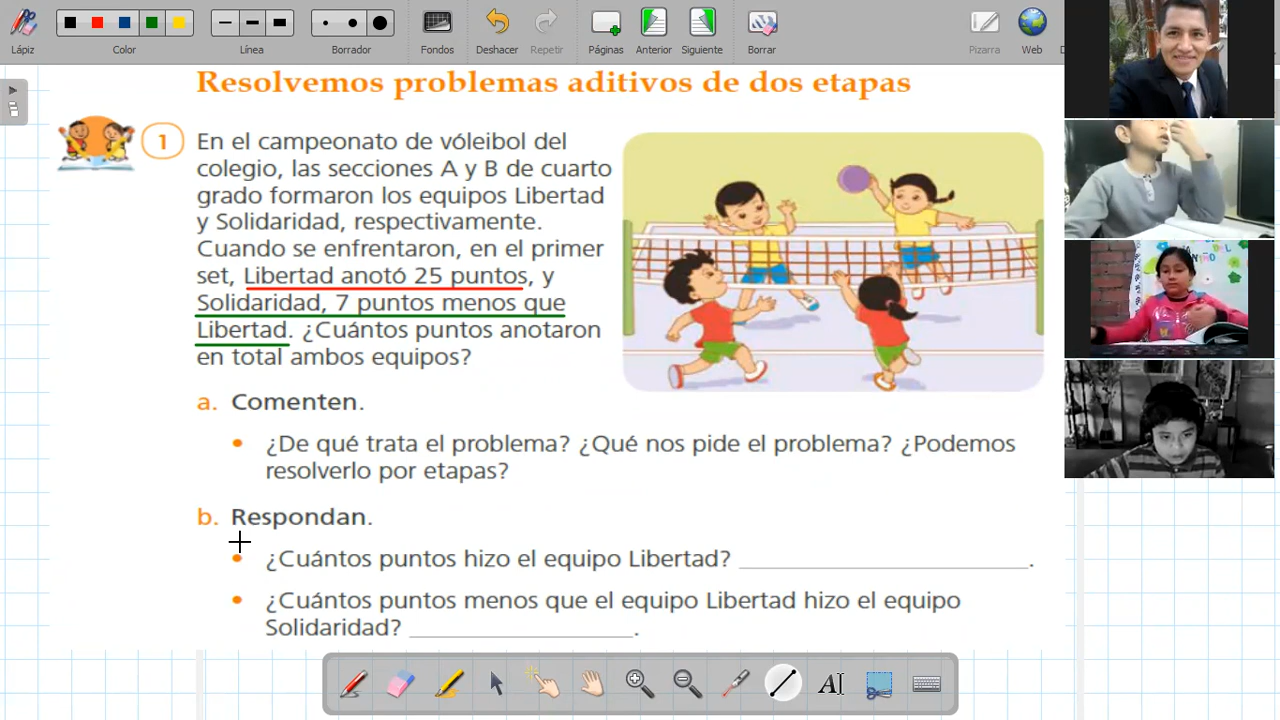 Lápiz
Color
Línea
Borrador
Fondos
Deshacer
Repetir
Páginas
Anterior
Siguiente
Borrar
Pizarra
Web
Resolvemos problemas aditivos de dos etapas
1
En el campeonato de vóleibol del
colegio, las secciones A y B de cuarto
grado formaron los equipos Libertad
y Solidaridad, respectivamente.
Cuando se enfrentaron, en el primer
set, Libertad anotó 25 puntos, y
Solidaridad, 7 puntos menos que
Libertad. ¿Cuántos puntos anotaron
en total ambos equipos?
a. Comenten.
• ¿De qué trata el problema? ¿Qué nos pide el problema? ¿Podemos
resolverlo por etapas?
b. Respondan.
• ¿Cuántos puntos hizo el equipo Libertad? ____________________.
• ¿Cuántos puntos menos que el equipo Libertad hizo el equipo
Solidaridad? ________________.